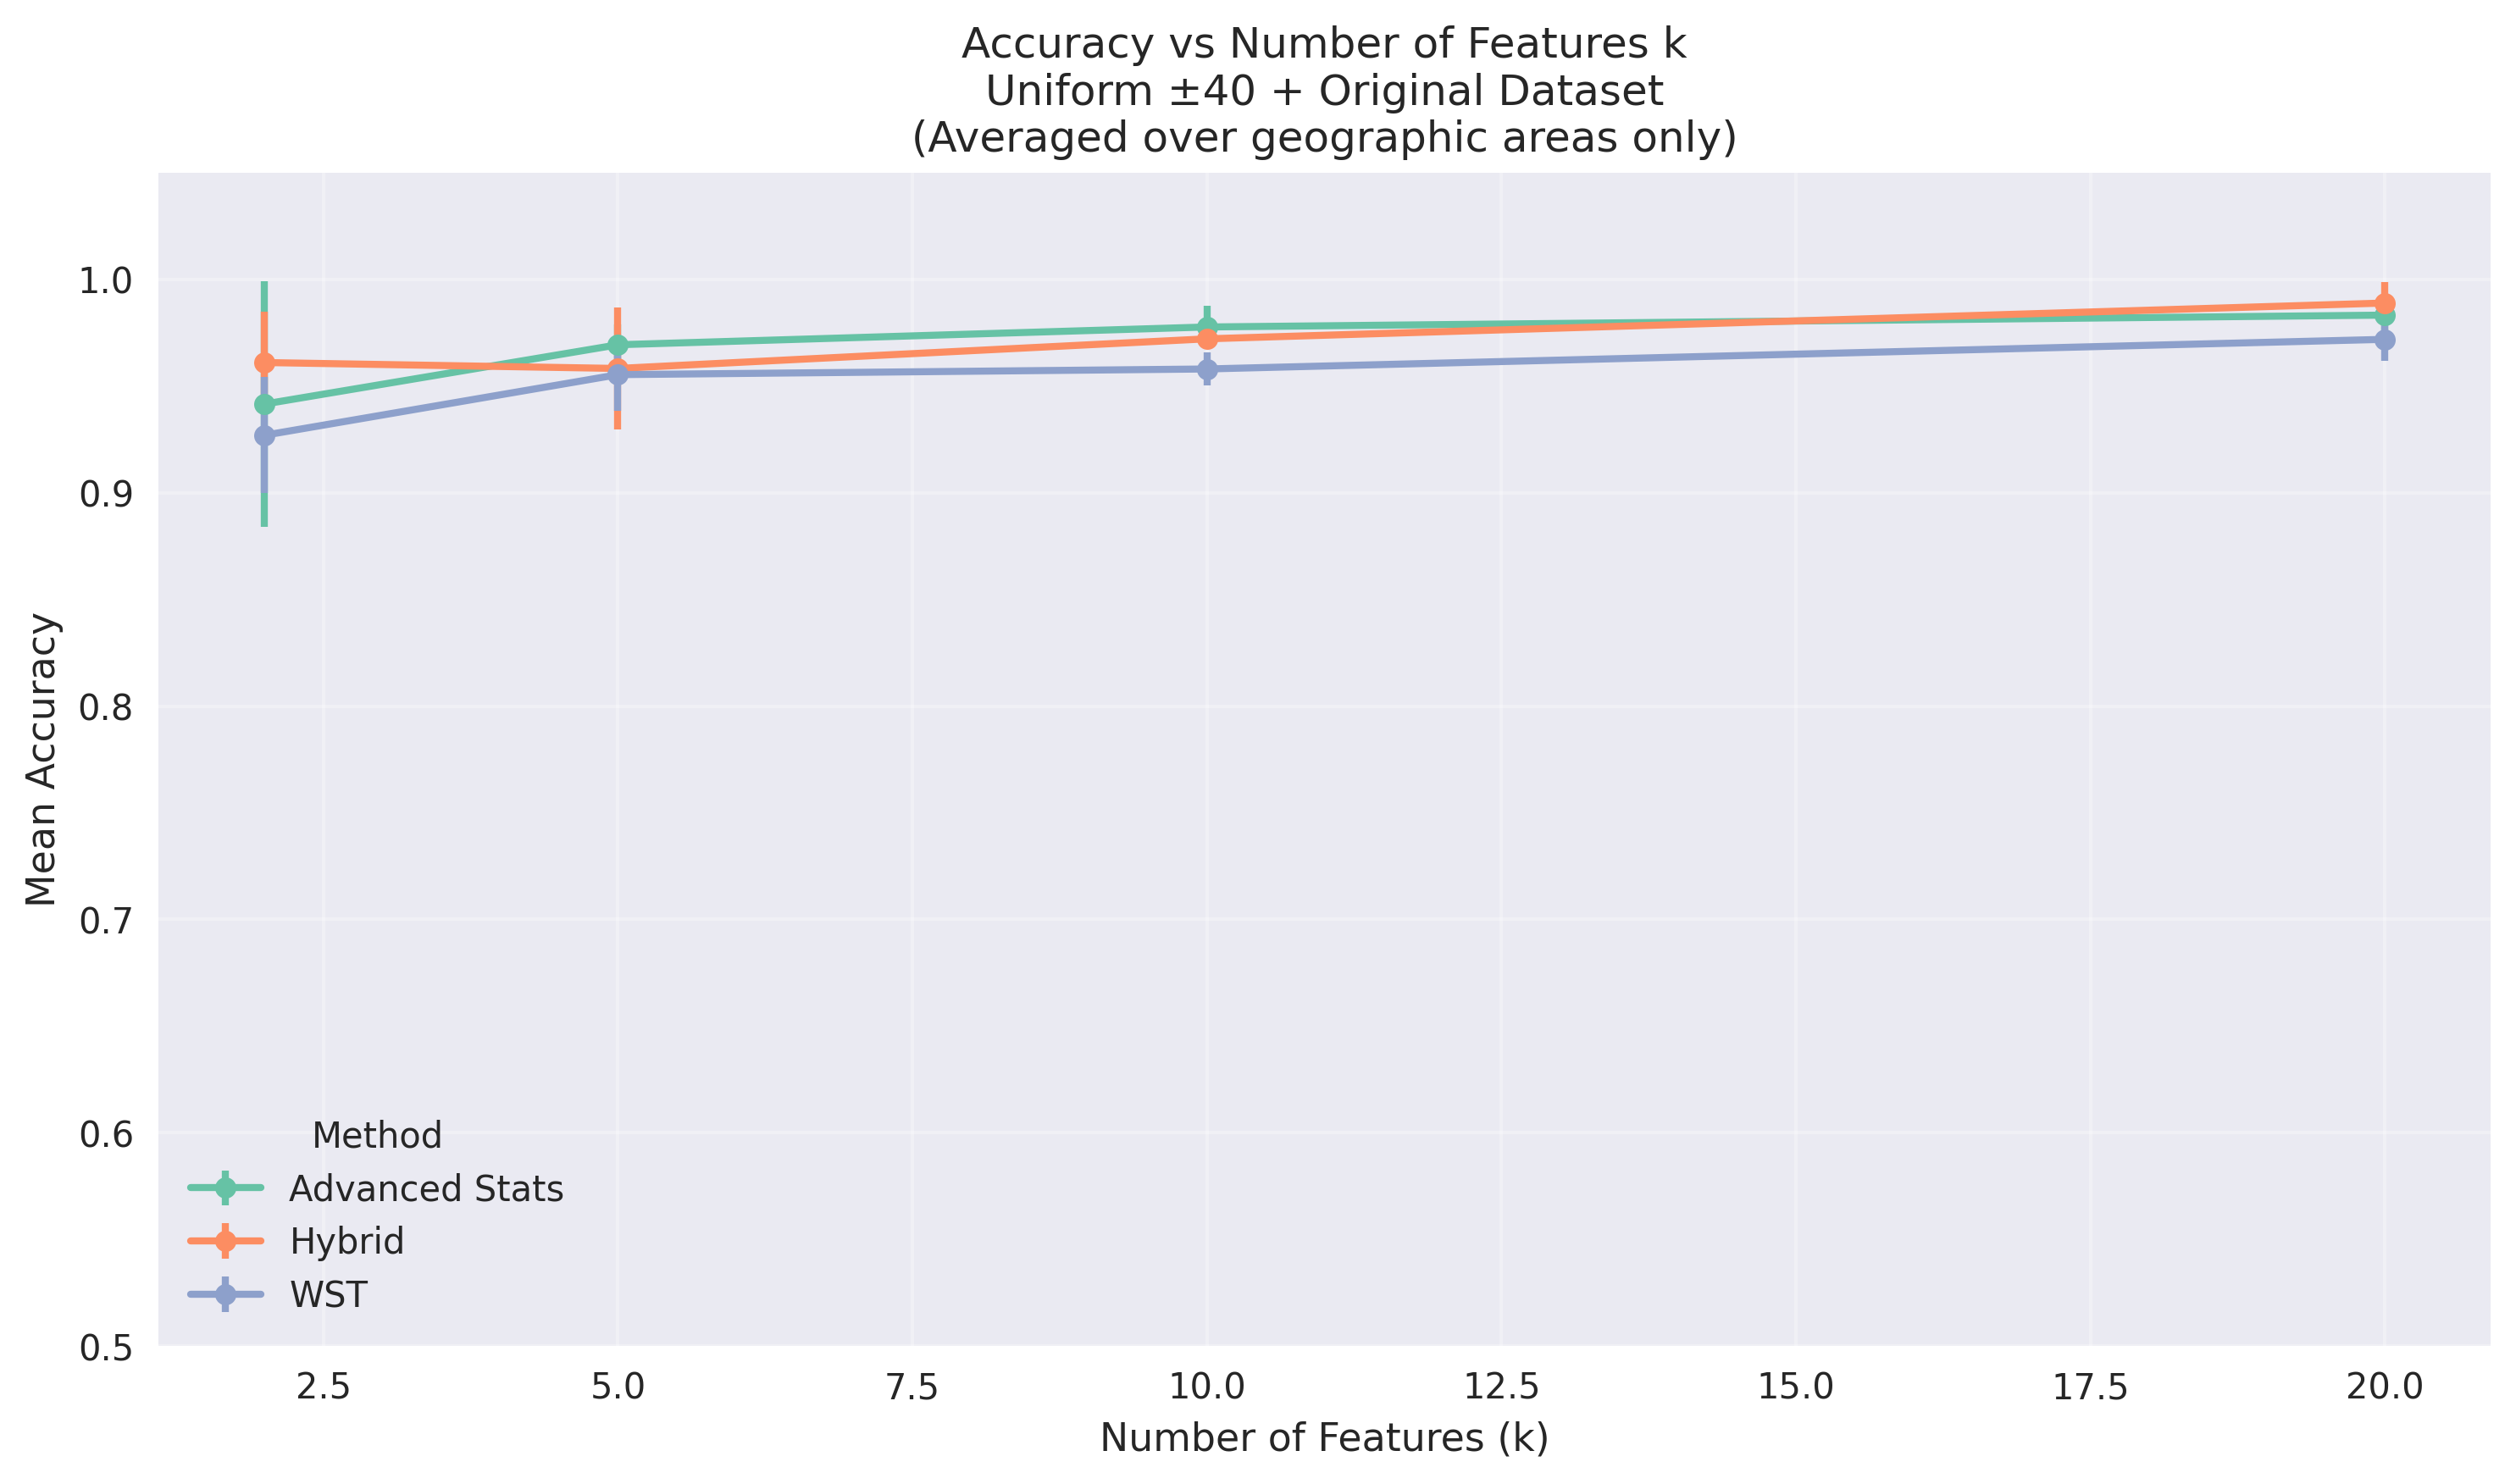 Accuracy vs Number of Features k
Uniform ±40 + Original Dataset
(Averaged over geographic areas only)
Mean Accuracy
1.0
0.9
0.8
0.7
0.6
0.5
Method
Advanced Stats
Hybrid
WST
2.5 5.0 7.5 10.0 12.5 15.0 17.5 20.0
Number of Features (k)